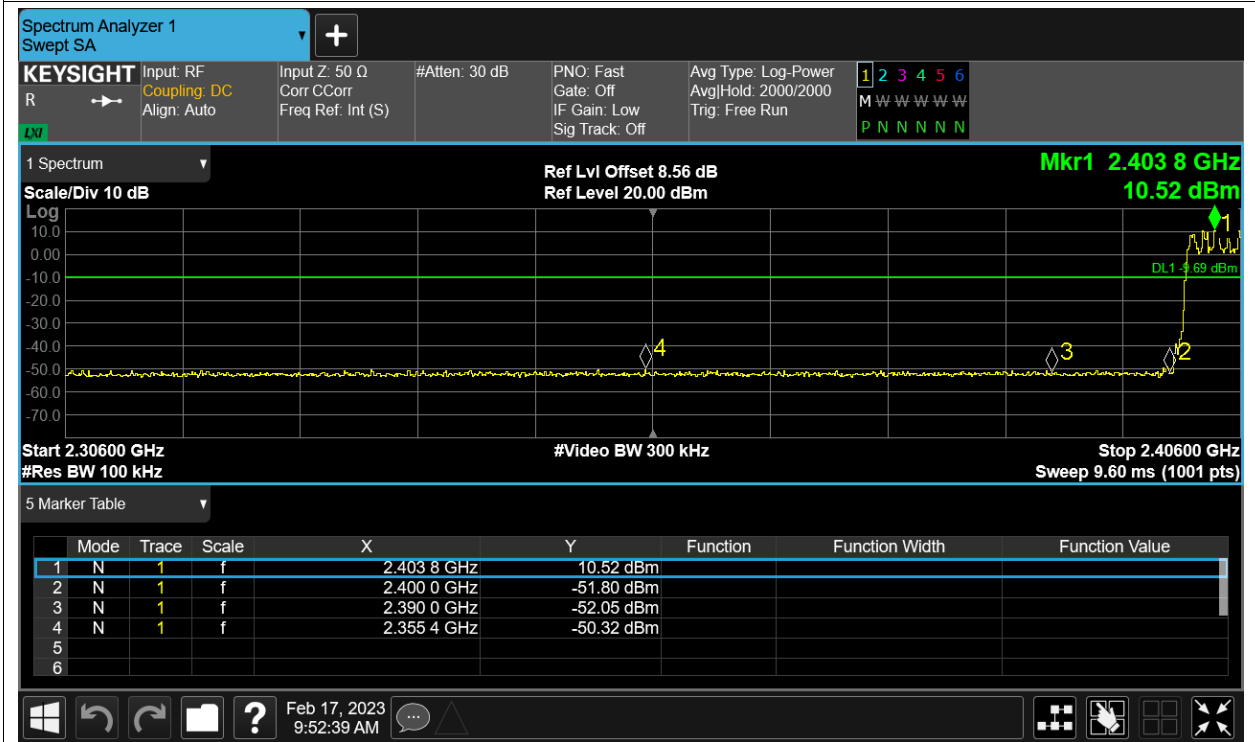 Spectrum Analyzer 1
Swept SA
KEYSIGHT
R
LXI
Input: RF
Coupling: DC
Align: Auto
Input Z: 50 Ω
Corr CCorr
Freq Ref: Int (S)
#Atten: 30 dB
PNO: Fast
Gate: Off
IF Gain: Low
Sig Track: Off
Avg Type: Log-Power
Avg|Hold: 2000/2000
Trig: Free Run
1 2 3 4 5 6
M W W W W W
P N N N N N
1 Spectrum
Scale/Div 10 dB
Ref Lvl Offset 8.56 dB
Ref Level 20.00 dBm
Mkr1 2.403 8 GHz
10.52 dBm
Log
10.0
0.00
-10.0
-20.0
-30.0
-40.0
-50.0
-60.0
-70.0
1
DL1 -9.69 dBm
4
3
2
Start 2.30600 GHz
#Res BW 100 kHz
#Video BW 300 kHz
Stop 2.40600 GHz
Sweep 9.60 ms (1001 pts)
5 Marker Table
Mode Trace Scale X Y Function Function Width Function Value
1 N 1 f 2.403 8 GHz 10.52 dBm
2 N 1 f 2.400 0 GHz -51.80 dBm
3 N 1 f 2.390 0 GHz -52.05 dBm
4 N 1 f 2.355 4 GHz -50.32 dBm
5
6
?
Feb 17, 2023
9:52:39 AM